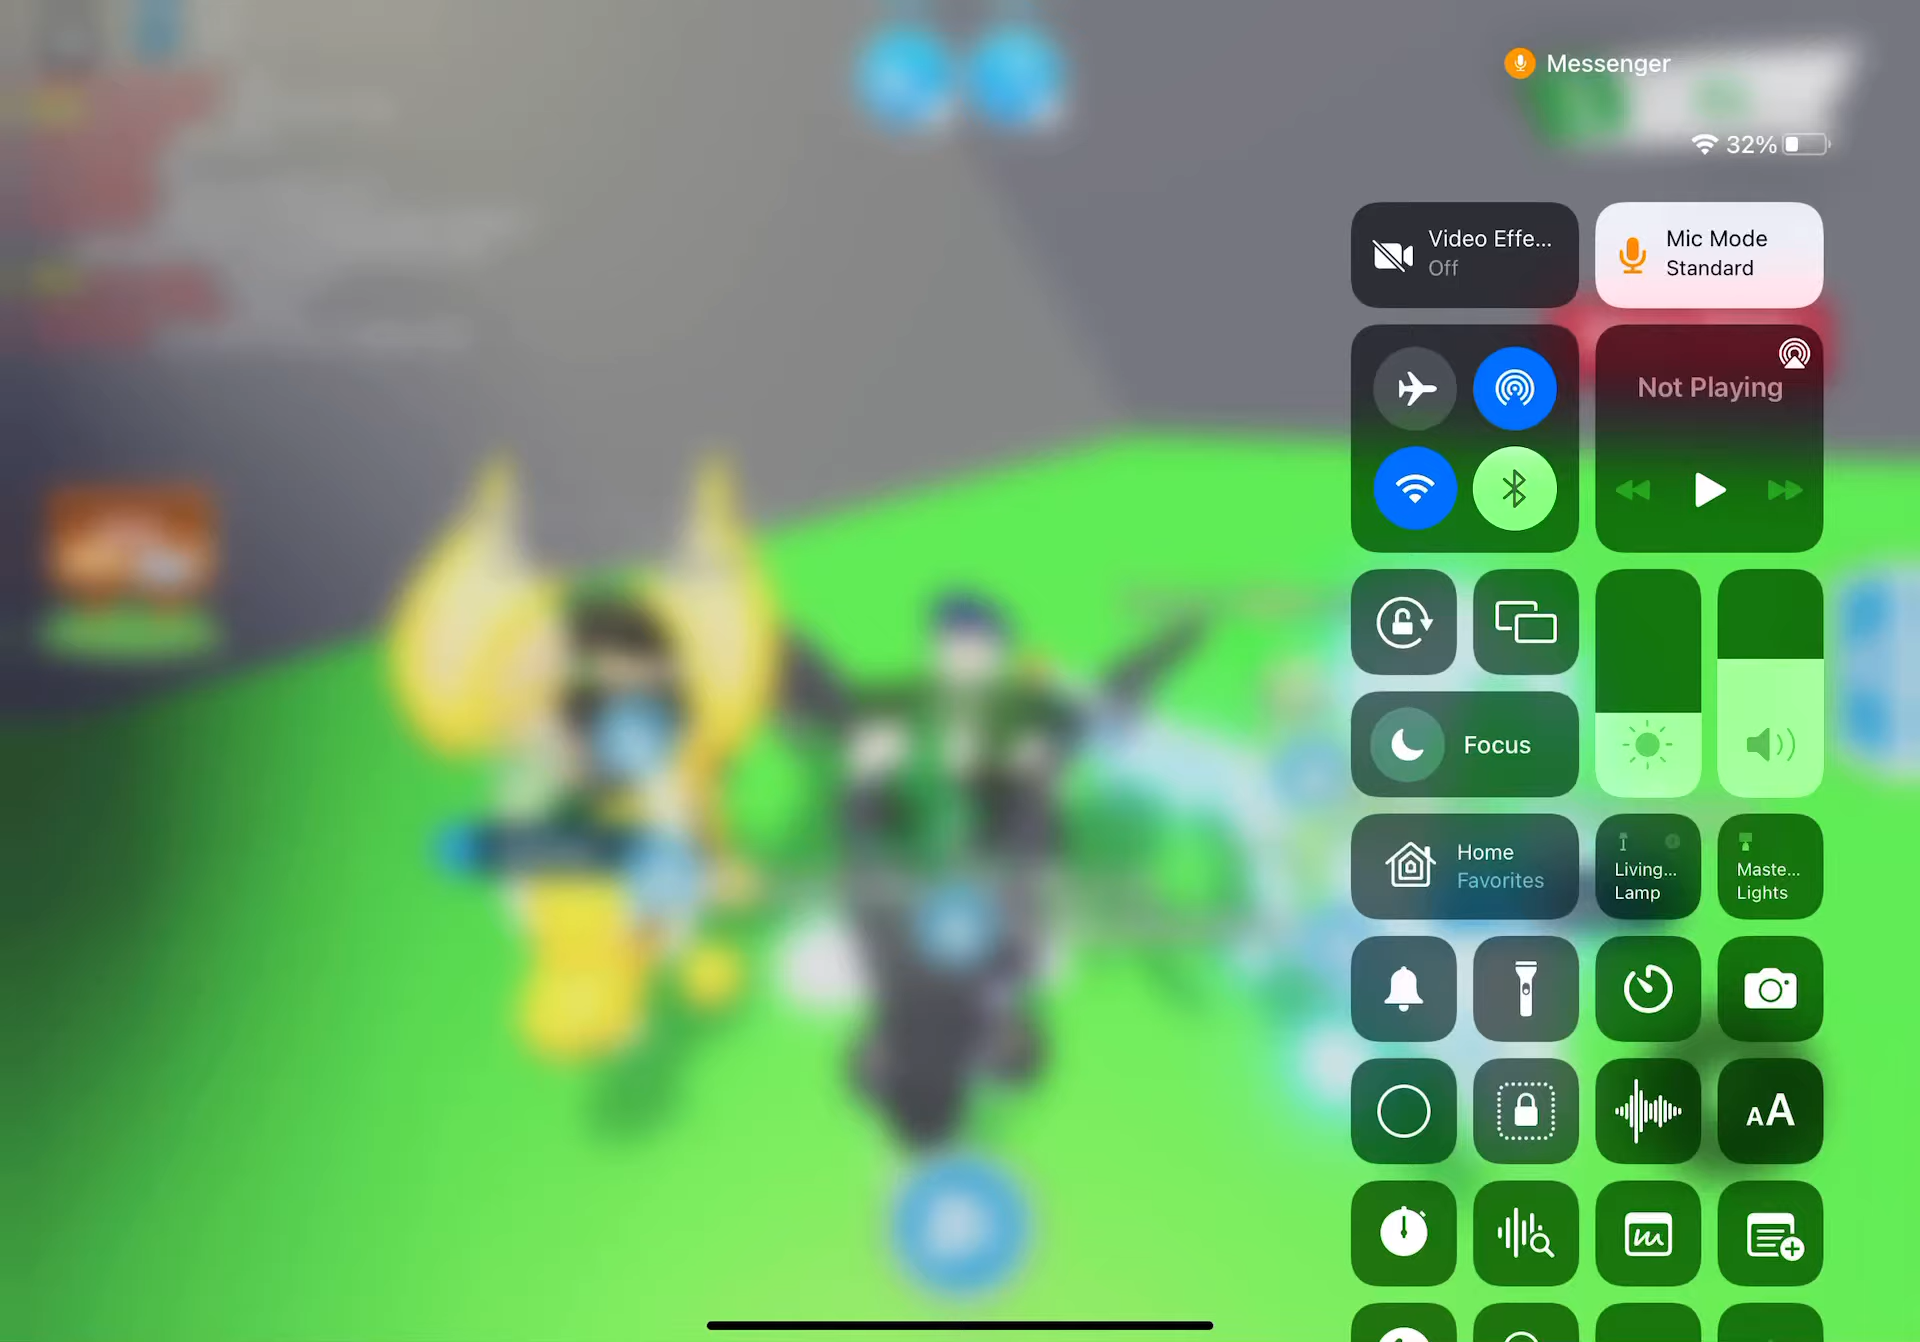 Messenger
32%
Video Effe...
Off
Mic Mode
Standard
Not Playing
Focus
Home
Favorites
Living...
Lamp
Maste...
Lights
AA